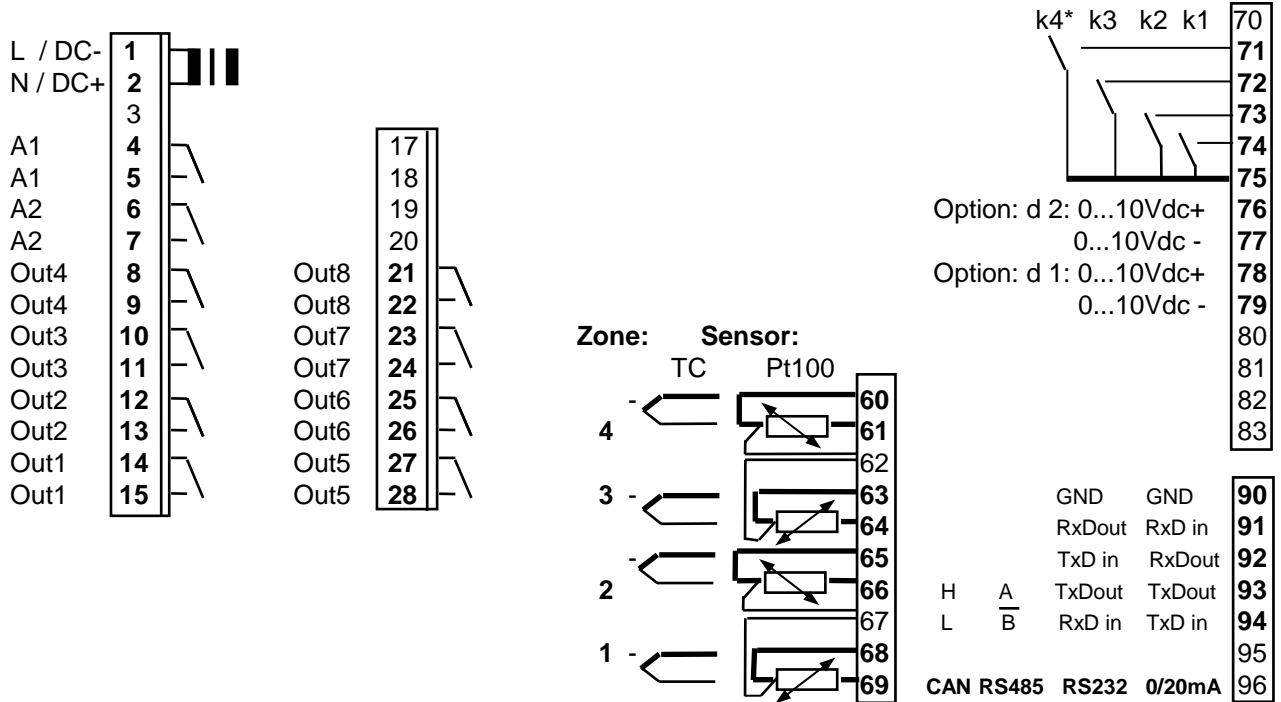 L / DC- 1
N / DC+ 2
3
A1 4
A1 5
A2 6
A2 7
Out4 8
Out4 9
Out3 10
Out3 11
Out2 12
Out2 13
Out1 14
Out1 15
17
18
19
20
Out8 21
Out8 22
Out7 23
Out7 24
Out6 25
Out6 26
Out5 27
Out5 28
Zone: Sensor:
TC Pt100
- 60
4 61
62
3 - 63
64
- 65
2 66
67
1 - 68
69
k4* k3 k2 k1 70
71
72
73
74
75
Option: d 2: 0...10Vdc+ 76
0...10Vdc - 77
Option: d 1: 0...10Vdc+ 78
0...10Vdc - 79
80
81
82
83
GND GND 90
RxDout RxD in 91
TxD in RxDout 92
H A TxDout TxDout 93
L B RxD in TxD in 94
95
CAN RS485 RS232 0/20mA 96